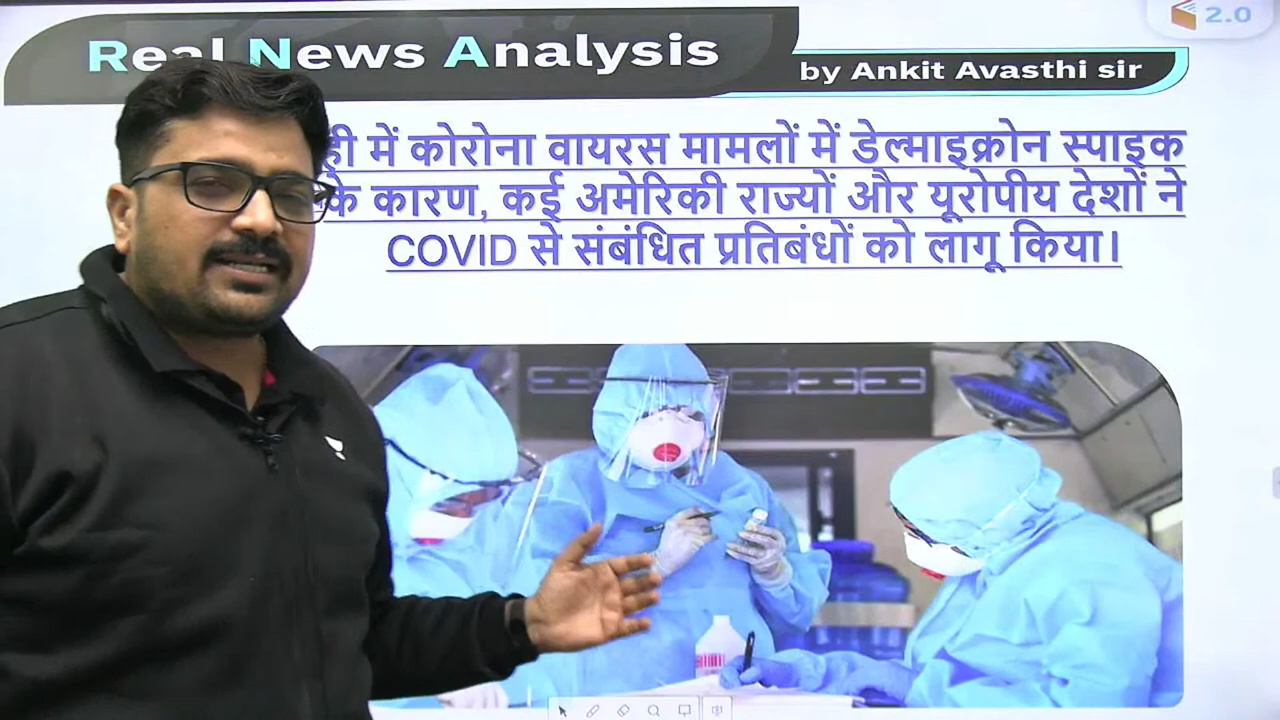 Real News Analysis
by Ankit Avasthi sir
2.0
में कोरोना वायरस मामलों में डेल्माइक्रोन स्पाइक
के कारण, कई अमेरिकी राज्यों और यूरोपीय देशों ने
COVID से संबंधित प्रतिबंधों को लागू किया।